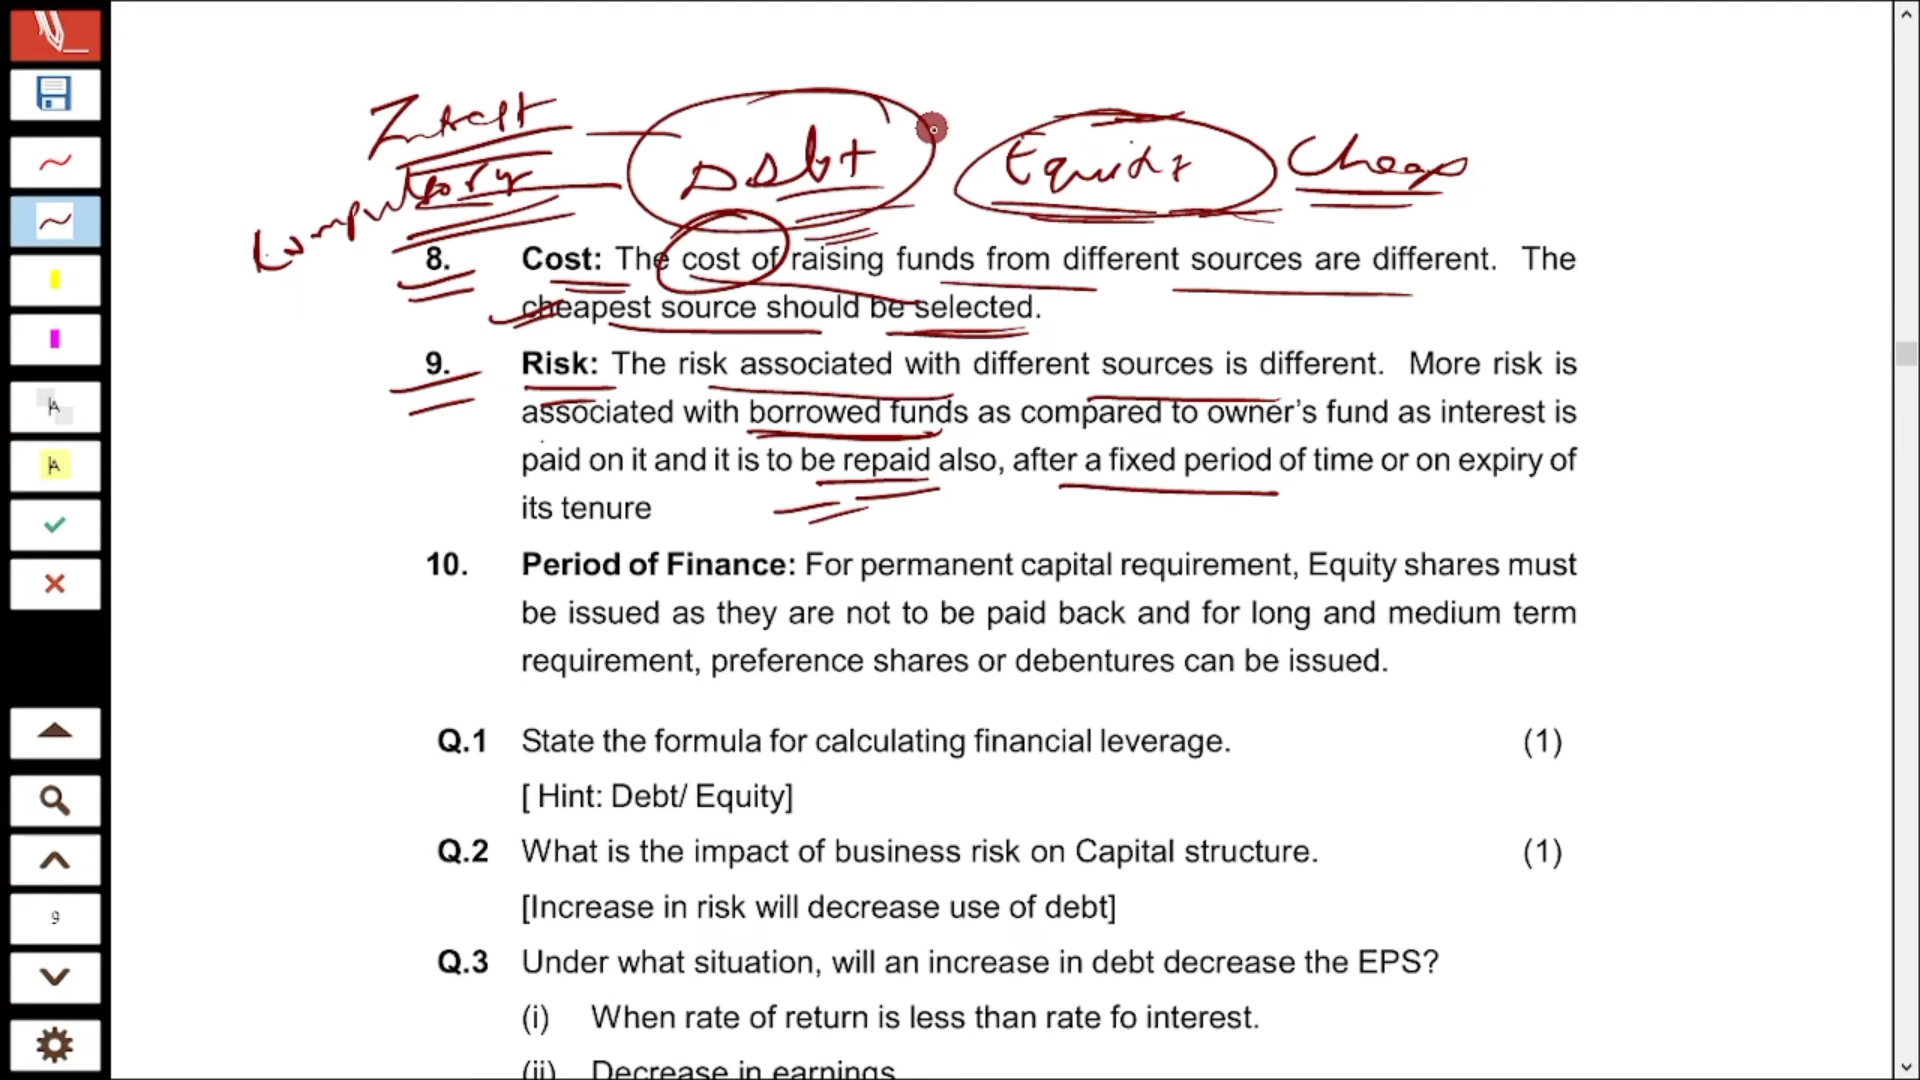 Debt Equity Cheap
8. Cost: The cost of raising funds from different sources are different. The
cheapest source should be selected.
9. Risk: The risk associated with different sources is different. More risk is
associated with borrowed funds as compared to owner’s fund as interest is
paid on it and it is to be repaid also, after a fixed period of time or on expiry of
its tenure
10. Period of Finance: For permanent capital requirement, Equity shares must
be issued as they are not to be paid back and for long and medium term
requirement, preference shares or debentures can be issued.
Q.1 State the formula for calculating financial leverage. (1)
[ Hint: Debt/ Equity]
Q.2 What is the impact of business risk on Capital structure. (1)
[Increase in risk will decrease use of debt]
Q.3 Under what situation, will an increase in debt decrease the EPS?
(i) When rate of return is less than rate fo interest.
(ii) Decrease in earnings
9